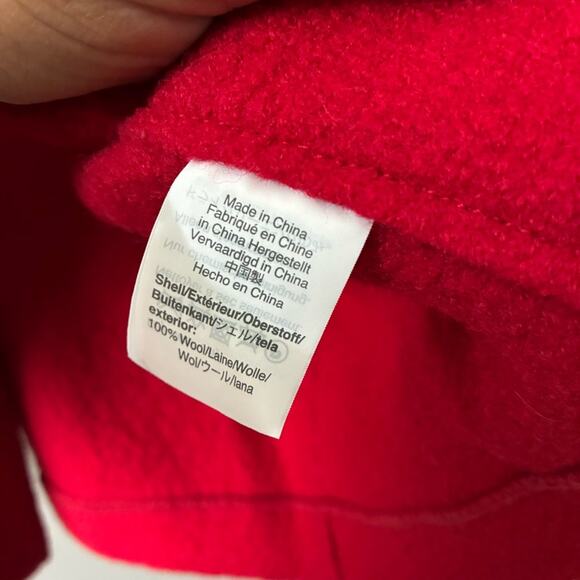 Made in China
Fabriqué en Chine
in China Hergestellt
Vervaardigd in China
中国製
Hecho en China
Shell/Extérieur/Oberstoff/
Buitenkant/シェル/tela
exterior:
100% Wool/Laine/Wolle/
Wol/ウール/lana